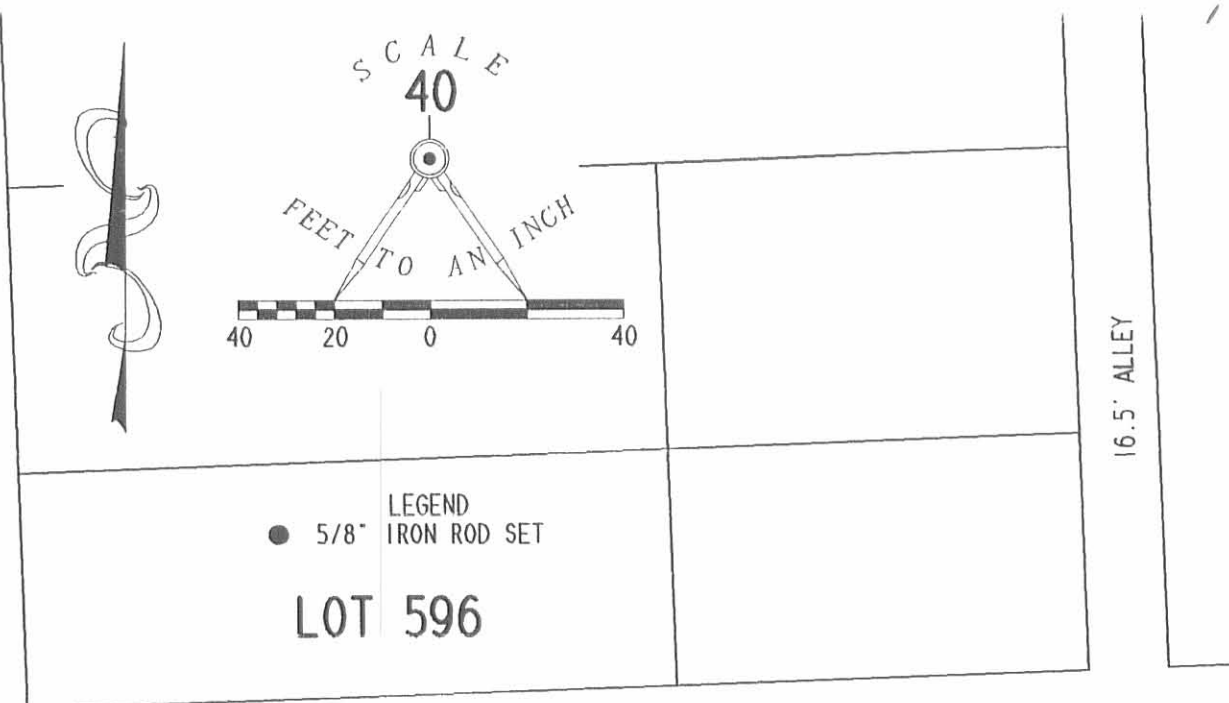 SCALE
40
FEET TO AN INCH
40 20 0 40
16.5' ALLEY
LEGEND
5/8" IRON ROD SET
LOT 596